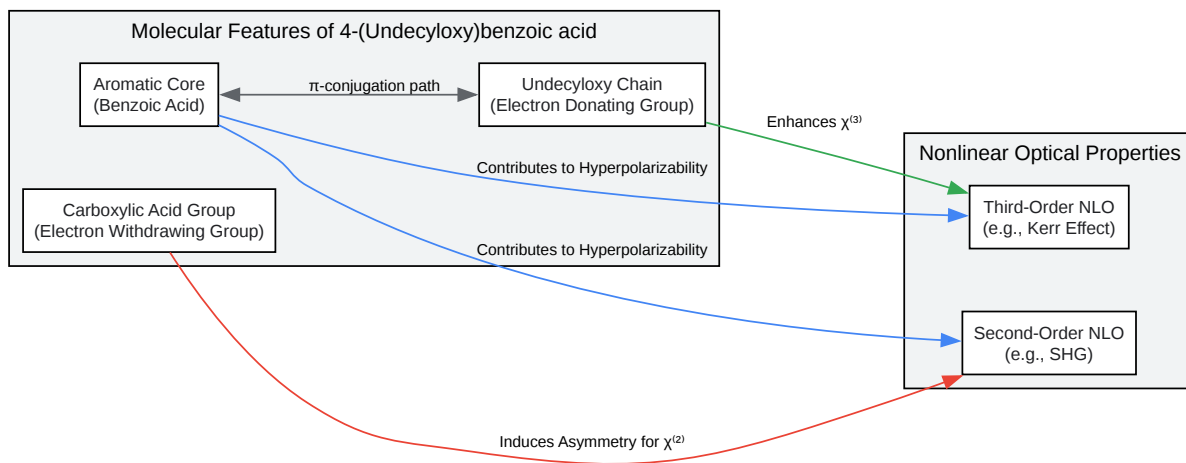 Molecular Features of 4-(Undecyloxy)benzoic acid
Aromatic Core
(Benzoic Acid)
π-conjugation path
Undecyloxy Chain
(Electron Donating Group)
Enhances χ⁽³⁾
Nonlinear Optical Properties
Contributes to Hyperpolarizability
Carboxylic Acid Group
(Electron Withdrawing Group)
Third-Order NLO
(e.g., Kerr Effect)
Contributes to Hyperpolarizability
Second-Order NLO
(e.g., SHG)
Induces Asymmetry for χ⁽²⁾